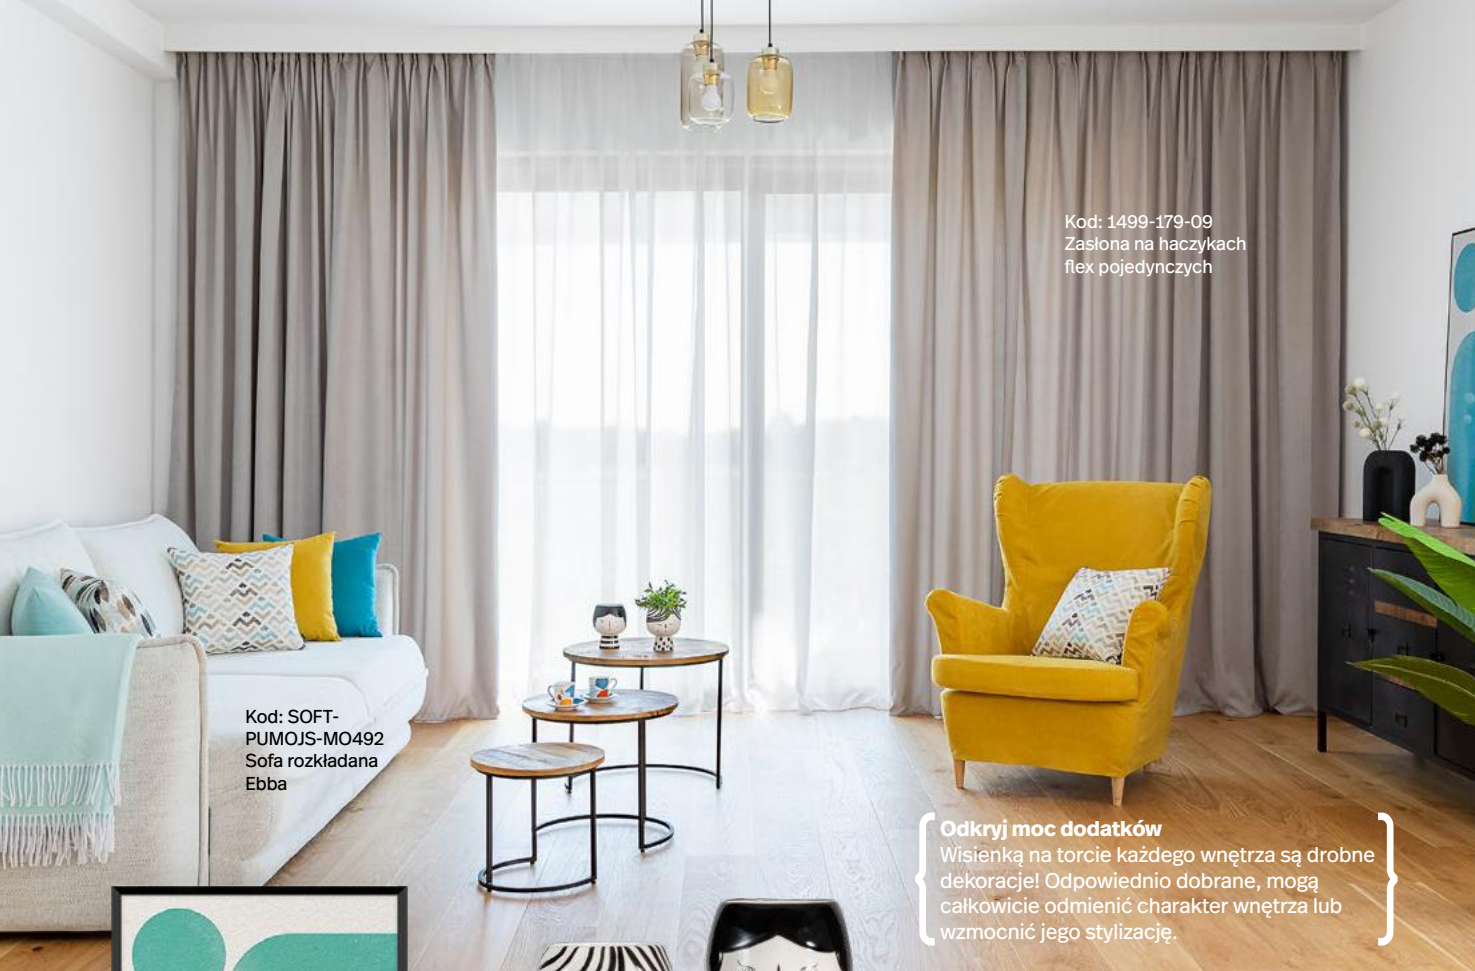 Kod: 1499-179-09
Zasłona na haczykach
flex pojedynczych
Kod: SOFT-
PUMOJS-MO492
Sofa rozkładana
Ebba
Odkryj moc dodatków
Wisienką na torcie każdego wnętrza są drobne
dekoracje! Odpowiednio dobrane, mogą
całkowicie odmienić charakter wnętrza lub
wzmocnić jego stylizację.